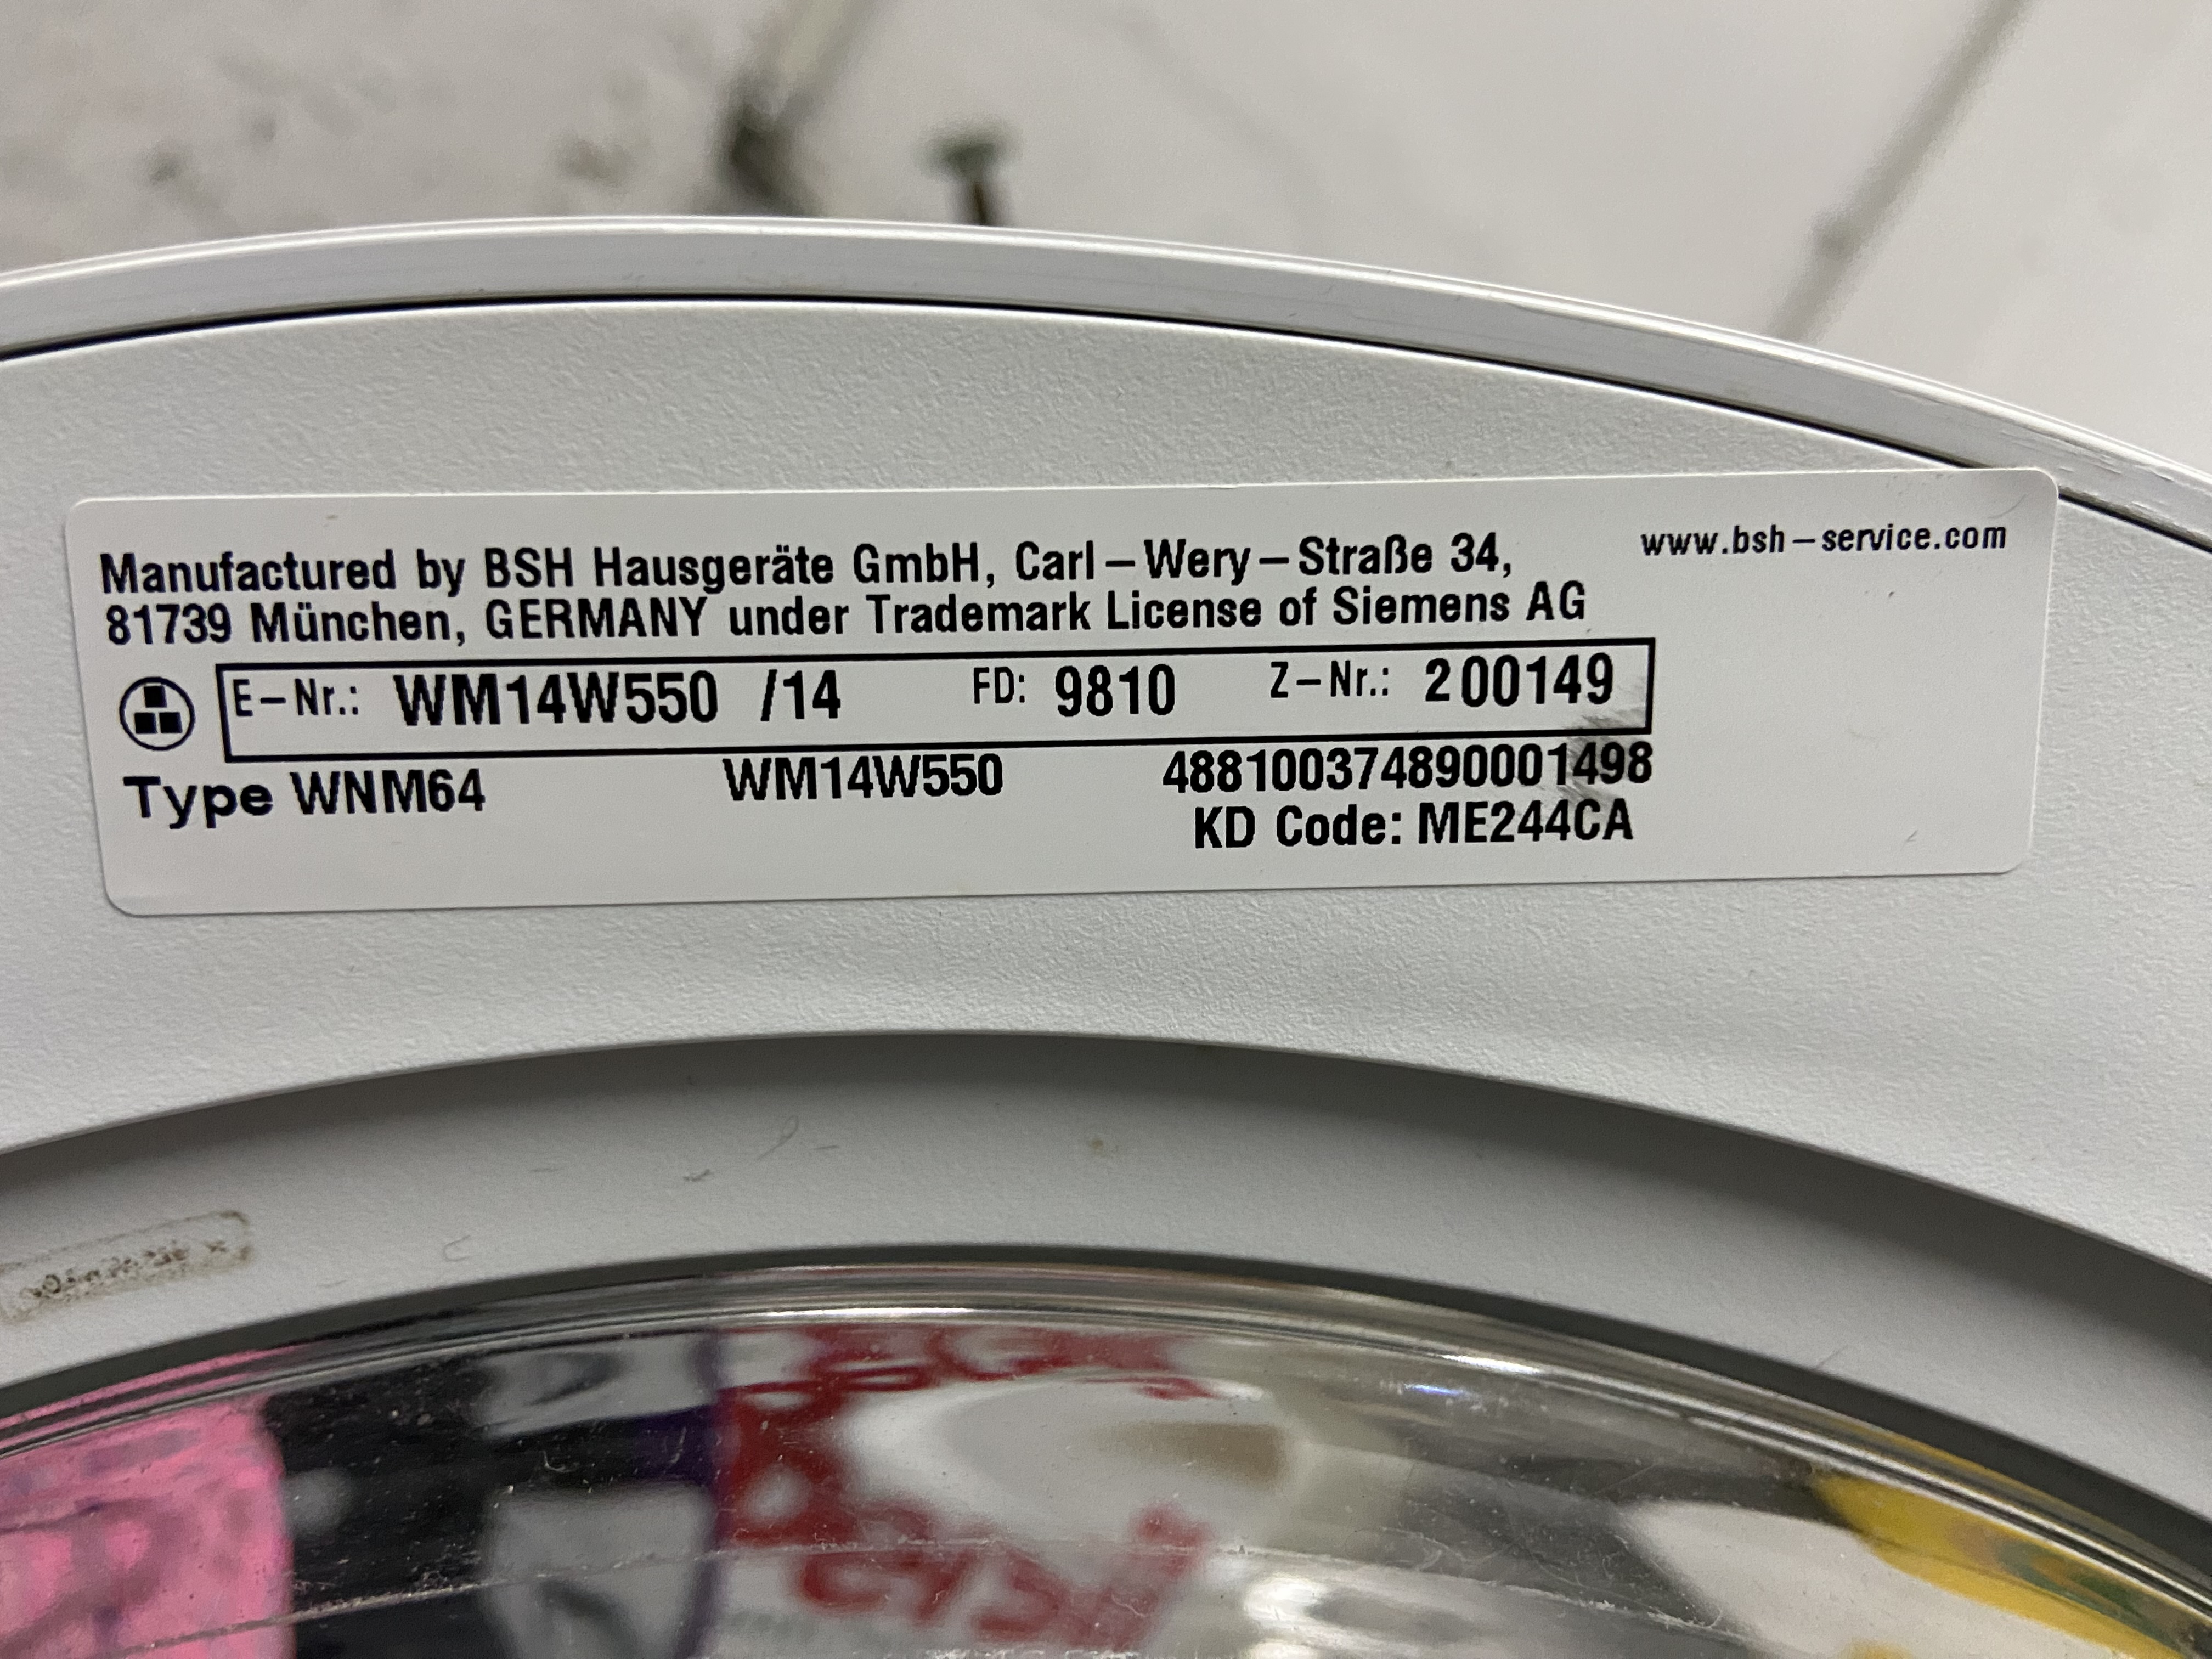 Manufactured by BSH Hausgeräte GmbH, Carl-Wery-Straße 34,
www.bsh-service.com
81739 München, GERMANY under Trademark License of Siemens AG
E-Nr.: WM14W550 /14 FD: 9810 Z-Nr.: 200149
Type WNM64 WM14W550 488100374890001498
KD Code: ME244CA